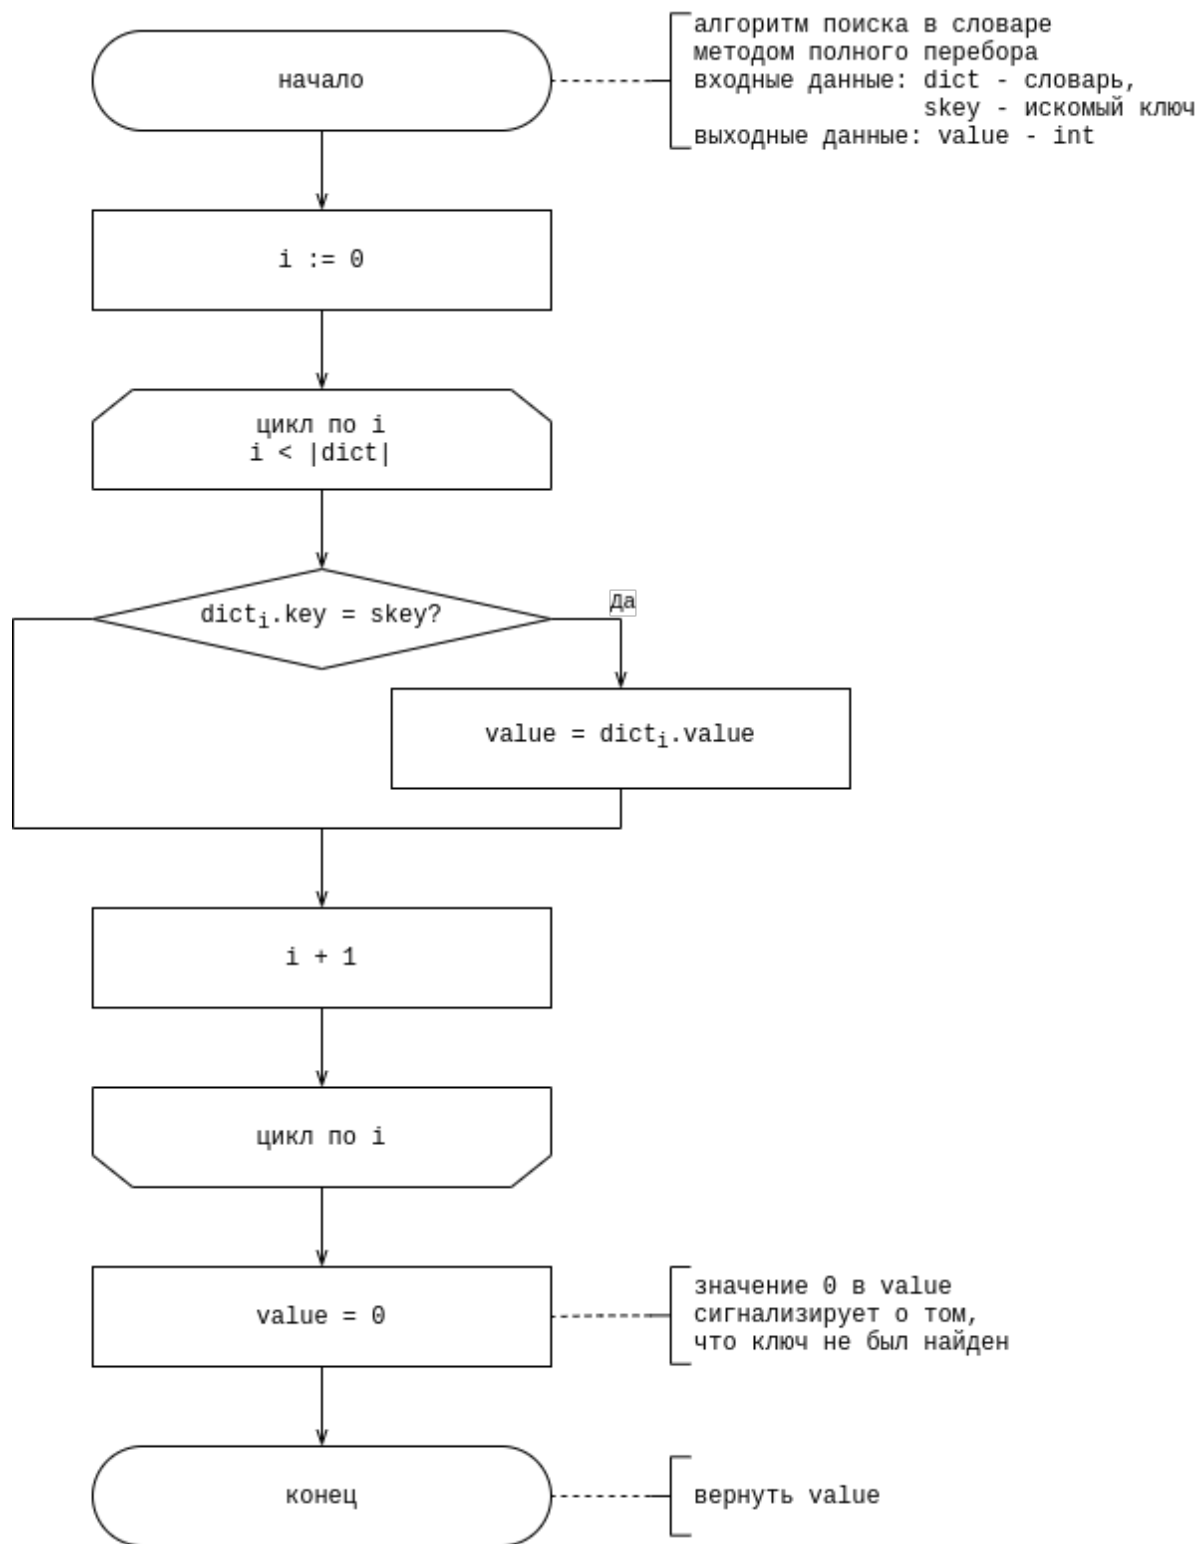 начало
алгоритм поиска в словаре
методом полного перебора
входные данные: dict - словарь,
skey - искомый ключ
выходные данные: value - int
i := 0
цикл по i
i < |dict|
dictᵢ.key = skey?
Да
value = dictᵢ.value
i + 1
цикл по i
value = 0
значение 0 в value
сигнализирует о том,
что ключ не был найден
конец
вернуть value